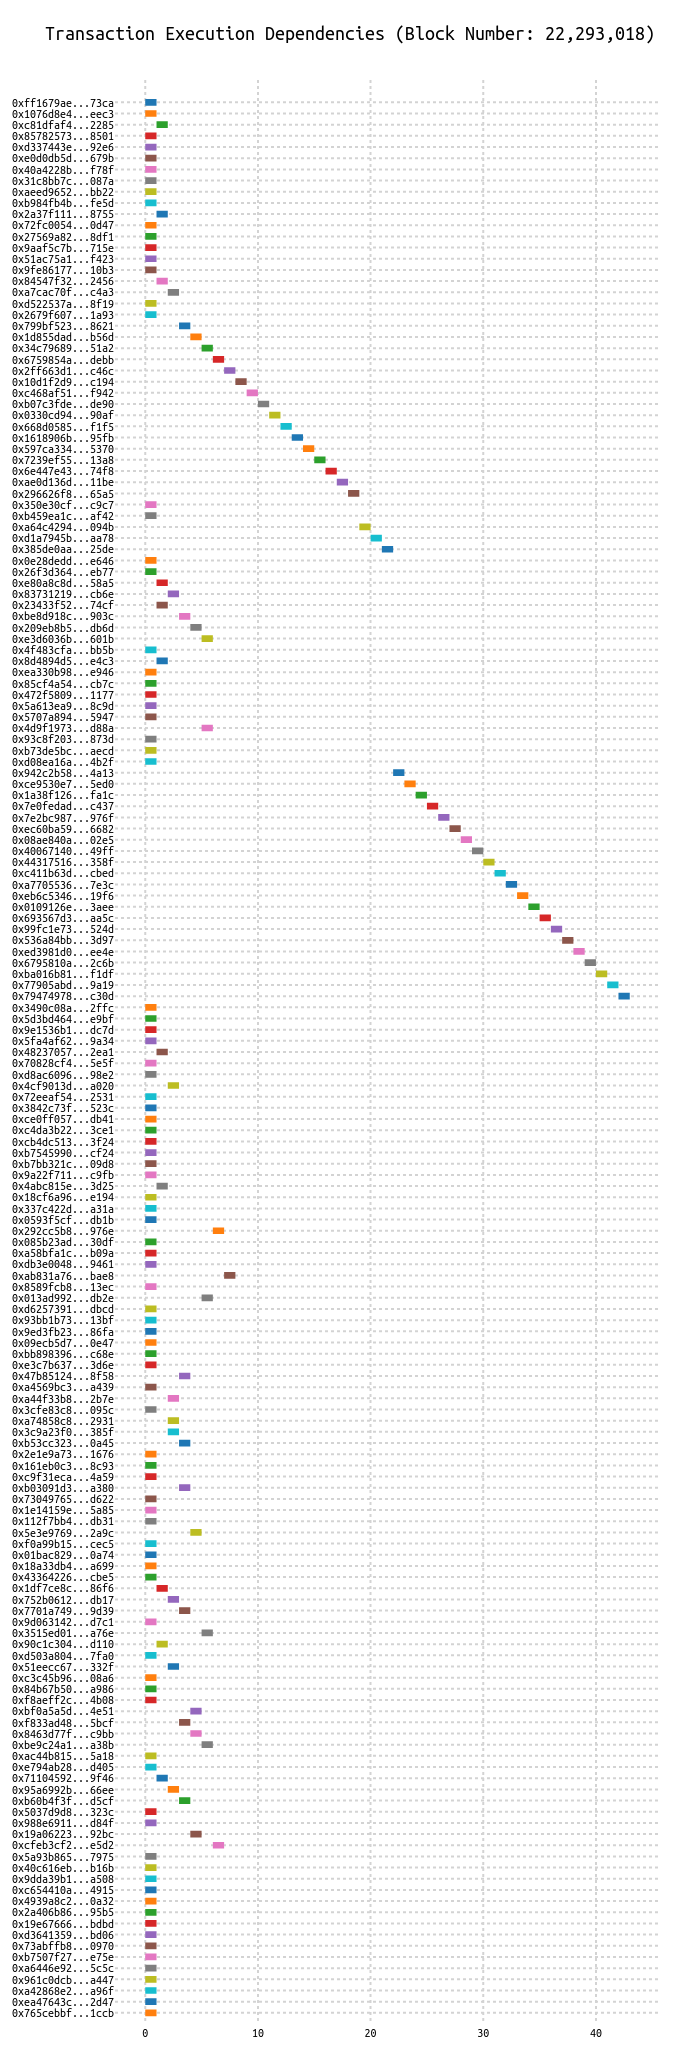 Transaction Execution Dependencies (Block Number: 22,293,018)
0xff1679ae...73ca
0x1076d8e4...eec3
0xc81dfaf4...2285
0x85782573...8501
0xd337443e...92e6
0xe0d0db5d...679b
0x40a4228b...f78f
0x31c8bb7c...087a
0xaeed9652...bb22
0xb984fb4b...fe5d
0x2a37f111...8755
0x72fc0054...0d47
0x27569a82...8df1
0x9aaf5c7b...715e
0x51ac75a1...f423
0x9fe86177...10b3
0x84547f32...2456
0xa7cac70f...c4a3
0xd522537a...8f19
0x2679f607...1a93
0x799bf523...8621
0x1d855dad...b56d
0x34c79689...51a2
0x6759854a...debb
0x2ff663d1...c46c
0x10d1f2d9...c194
0xc468af51...f942
0xb07c3fde...de90
0x0330cd94...90af
0x668d0585...f1f5
0x1618906b...95fb
0x597ca334...5370
0x7239ef55...13a8
0x6e447e43...74f8
0xae0d136d...11be
0x296626f8...65a5
0x350e30cf...c9c7
0xb459ea1c...af42
0xa64c4294...094b
0xd1a7945b...aa78
0x385de0aa...25de
0x0e28dedd...e646
0x26f3d364...eb77
0xe80a8c8d...58a5
0x83731219...cb6e
0x23433f52...74cf
0xbe8d918c...903c
0x209eb8b5...db6d
0xe3d6036b...601b
0x4f483cfa...bb5b
0x8d4894d5...e4c3
0xea330b98...e946
0x85cf4a54...cb7c
0x472f5809...1177
0x5a613ea9...8c9d
0x5707a894...5947
0x4d9f1973...d88a
0x93c8f203...873d
0xb73de5bc...aecd
0xd08ea16a...4b2f
0x942c2b58...4a13
0xce9530e7...5ed0
0x1a38f126...fa1c
0x7e0fedad...c437
0x7e2bc987...976f
0xec60ba59...6682
0x08ae840a...02e5
0x40067140...49ff
0x44317516...358f
0xc411b63d...cbed
0xa7705536...7e3c
0xeb6c5346...19f6
0x0109126e...3aee
0x693567d3...aa5c
0x99fc1e73...524d
0x536a84bb...3d97
0xed3981d0...ee4e
0x6795810a...2c6b
0xba016b81...f1df
0x77905abd...9a19
0x79474978...c30d
0x3490c08a...2ffc
0x5d3bd464...e9bf
0x9e1536b1...dc7d
0x5fa4af62...9a34
0x48237057...2ea1
0x70828cf4...5e5f
0xd8ac6096...98e2
0x4cf9013d...a020
0x72eeaf54...2531
0x3842c73f...523c
0xce0ff057...db41
0xc4da3b22...3ce1
0xcb4dc513...3f24
0xb7545990...cf24
0xb7bb321c...09d8
0x9a22f711...c9fb
0x4abc815e...3d25
0x18cf6a96...e194
0x337c422d...a31a
0x0593f5cf...db1b
0x292cc5b8...976e
0x085b23ad...30df
0xa58bfa1c...b09a
0xdb3e0048...9461
0xab831a76...bae8
0x8589fcb8...13ec
0x013ad992...db2e
0xd6257391...dbcd
0x93bb1b73...13bf
0x9ed3fb23...86fa
0x09ecb5d7...0e47
0xbb898396...c68e
0xe3c7b637...3d6e
0x47b85124...8f58
0xa4569bc3...a439
0xa44f33b8...2b7e
0x3cfe83c8...095c
0xa74858c8...2931
0x3c9a23f0...385f
0xb53cc323...0a45
0x2e1e9a73...1676
0x161eb0c3...8c93
0xc9f31eca...4a59
0xb03091d3...a380
0x73049765...d622
0x1e14159e...5a85
0x112f7bb4...db31
0x5e3e9769...2a9c
0xf0a99b15...cec5
0x01bac829...0a74
0x18a33db4...a699
0x43364226...cbe5
0x1df7ce8c...86f6
0x752b0612...db17
0x7701a749...9d39
0x9d063142...d7c1
0x3515ed01...a76e
0x90c1c304...d110
0xd503a804...7fa0
0x51eecc67...332f
0xc3c45b96...08a6
0x84b67b50...a986
0xf8aeff2c...4b08
0xbf0a5a5d...4e51
0xf833ad48...5bcf
0x8463d77f...c9bb
0xbe9c24a1...a38b
0xac44b815...5a18
0xe794ab28...d405
0x71104592...9f46
0x95a6992b...66ee
0xb60b4f3f...d5cf
0x5037d9d8...323c
0x988e6911...d84f
0x19a06223...92bc
0xcfeb3cf2...e5d2
0x5a93b865...7975
0x40c616eb...b16b
0x9dda39b1...a508
0xc654410a...4915
0x4939a8c2...0a32
0x2a406b86...95b5
0x19e67666...bdbd
0xd3641359...bd06
0x73abffb8...0970
0xb7507f27...e75e
0xa6446e92...5c5c
0x961c0dcb...a447
0xa42868e2...a96f
0xea47643c...2d47
0x765cebbf...1ccb
0 10 20 30 40